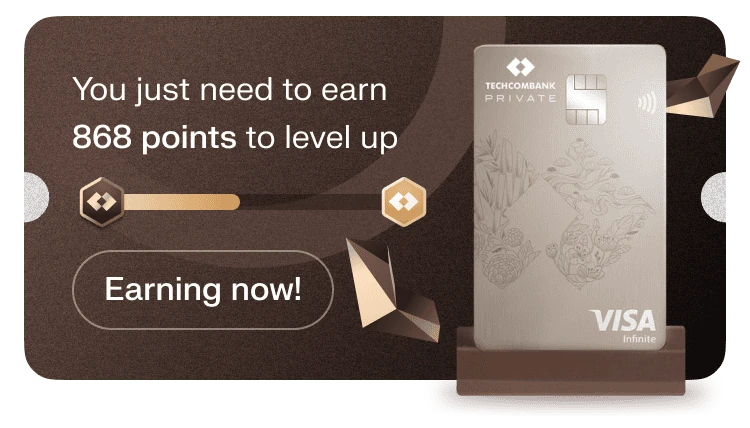 You just need to earn
868 points to level up
Earning now!
TECHCOMBANK
PRIVATE
VISA
Infinite